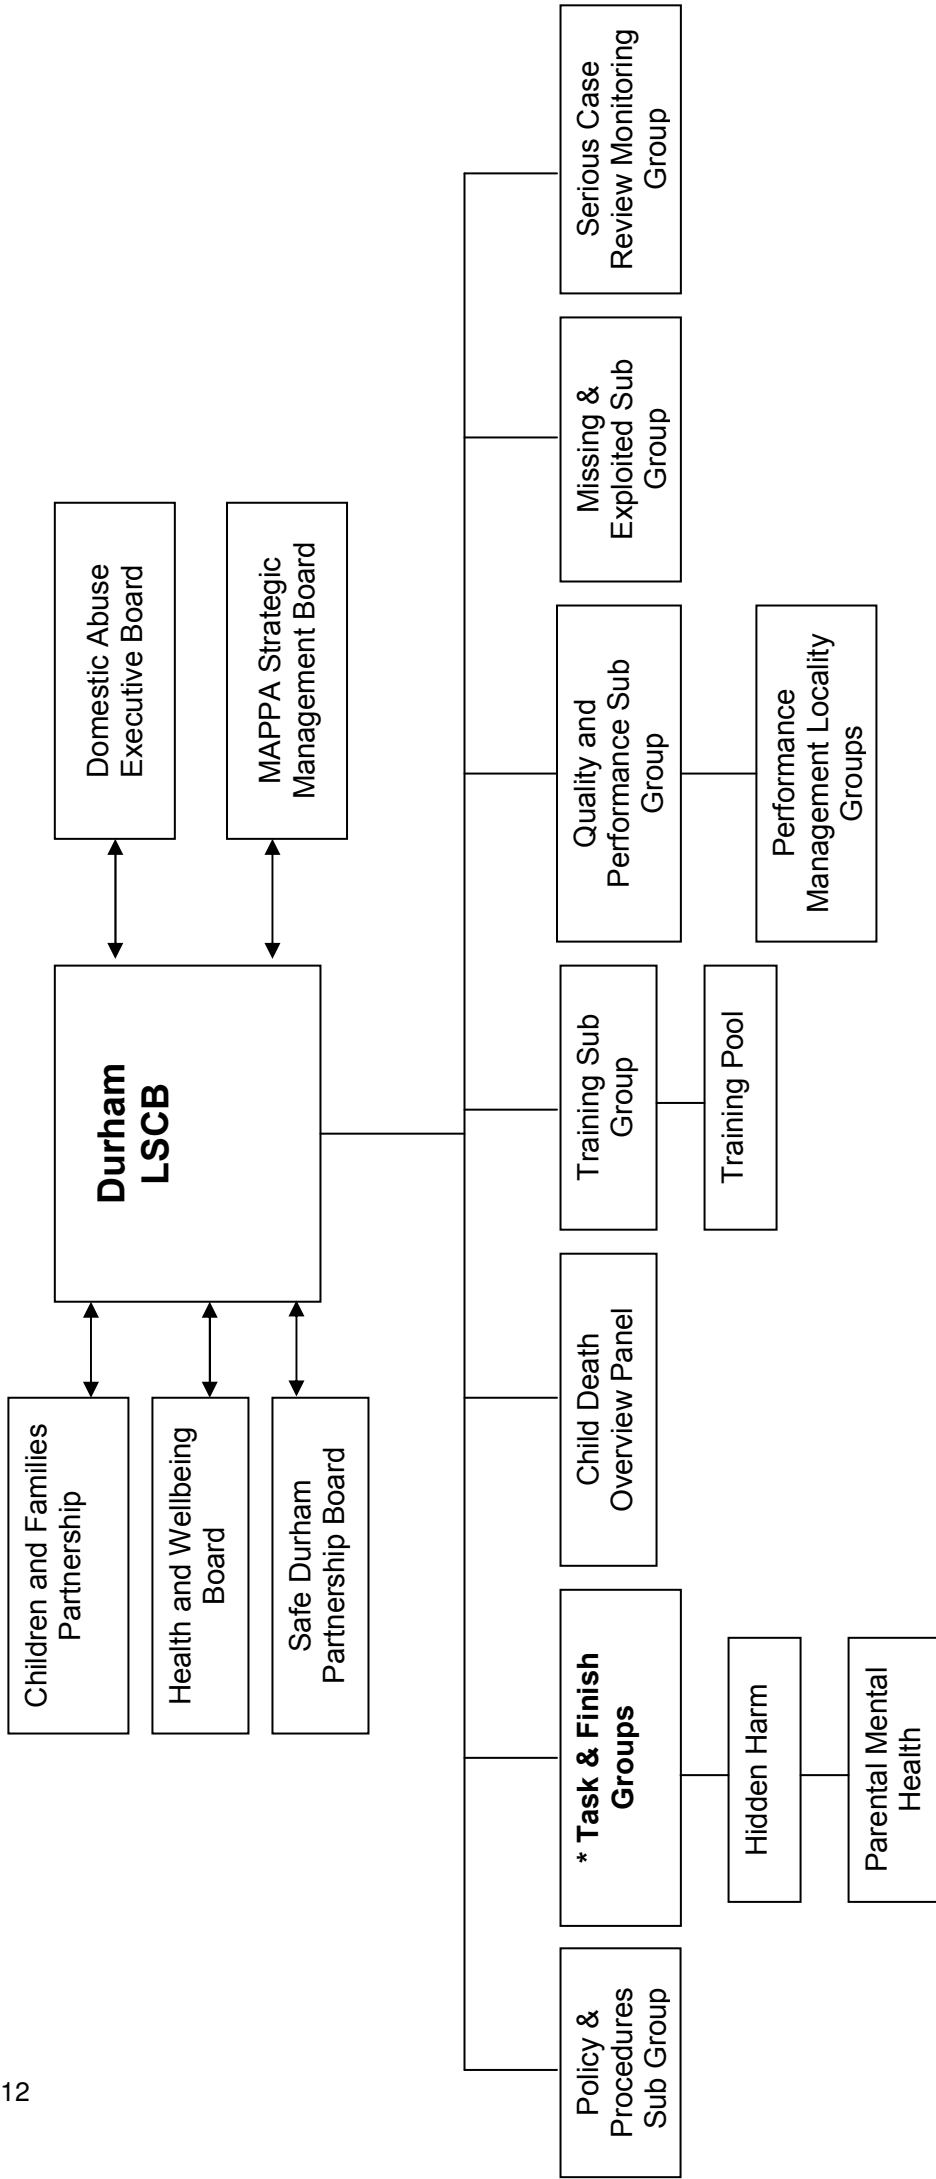 Children and Families
Partnership
Health and Wellbeing
Board
Safe Durham
Partnership Board
Durham
LSCB
Domestic Abuse
Executive Board
MAPPA Strategic
Management Board
Policy &
Procedures
Sub Group
* Task & Finish
Groups
Hidden Harm
Parental Mental
Health
Child Death
Overview Panel
Training Sub
Group
Training Pool
Quality and
Performance Sub
Group
Performance
Management Locality
Groups
Missing &
Exploited Sub
Group
Serious Case
Review Monitoring
Group
12